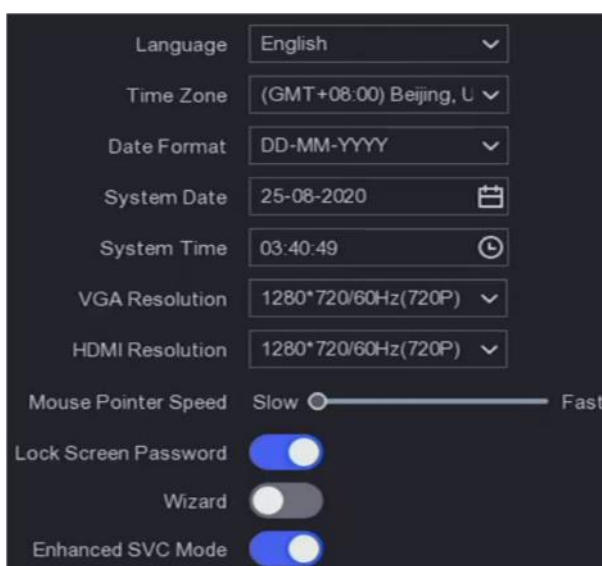 Language English
Time Zone (GMT+08:00) Beijing, U
Date Format DD-MM-YYYY
System Date 25-08-2020
System Time 03:40:49
VGA Resolution 1280*720/60Hz(720P)
HDMI Resolution 1280*720/60Hz(720P)
Mouse Pointer Speed Slow Fast
Lock Screen Password
Wizard
Enhanced SVC Mode